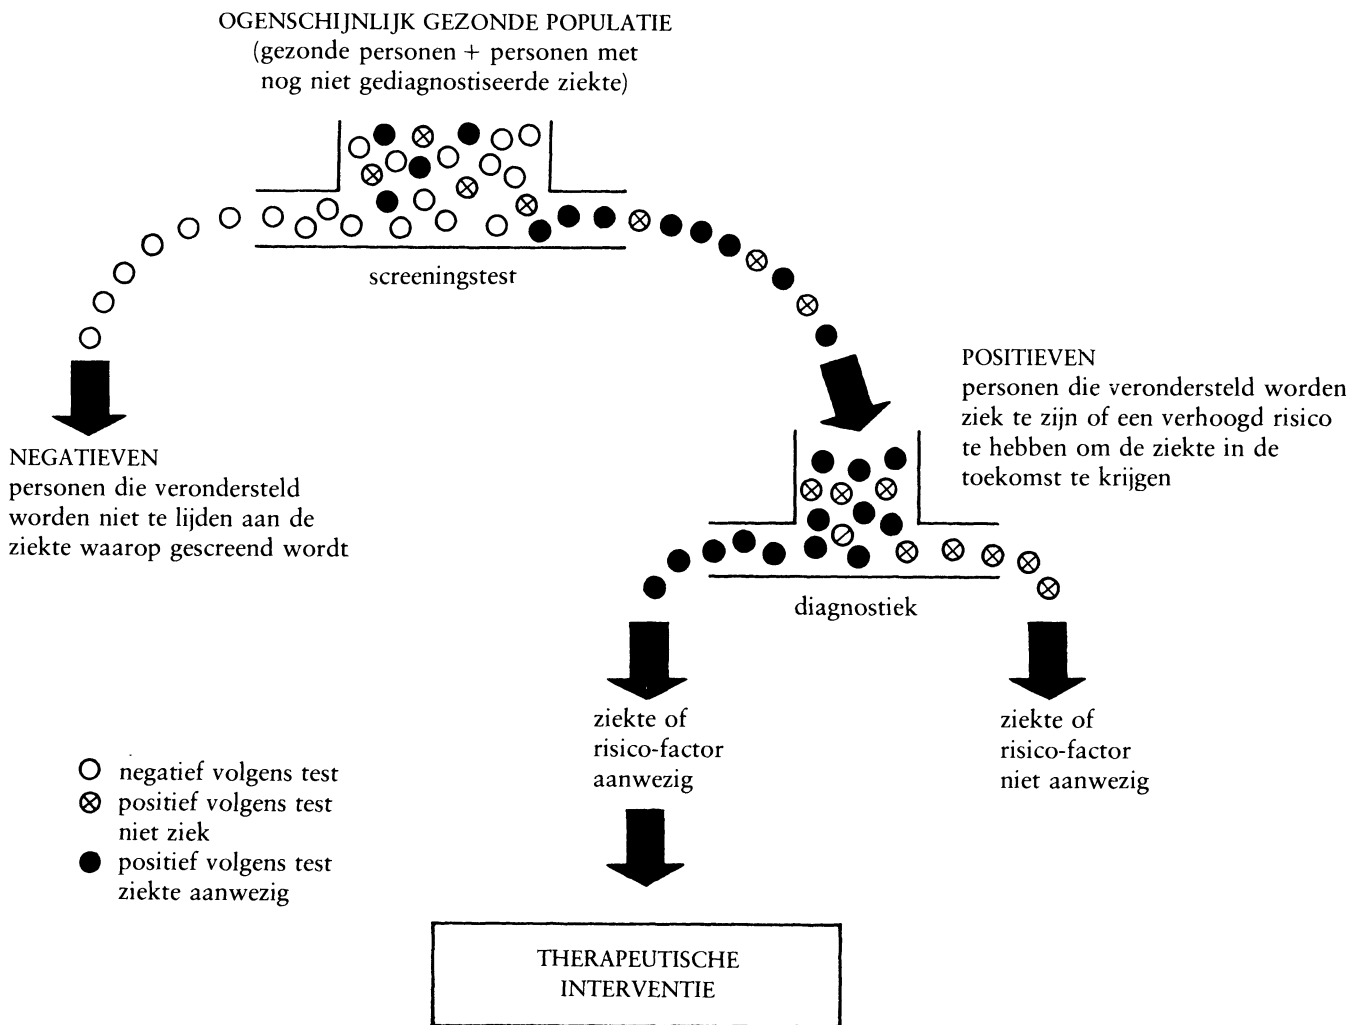 OGENSCHIJNLIJK GEZONDE POPULATIE
(gezonde personen + personen met
nog niet gediagnostiseerde ziekte)
screeningstest
POSITIEVEN
personen die verondersteld worden
ziek te zijn of een verhoogd risico
te hebben om de ziekte in de
toekomst te krijgen
NEGATIEVEN
personen die verondersteld
worden niet te lijden aan de
ziekte waarop gescreend wordt
diagnostiek
ziekte of
risico-factor
aanwezig
ziekte of
risico-factor
niet aanwezig
negatief volgens test
positief volgens test
niet ziek
positief volgens test
ziekte aanwezig
THERAPEUTISCHE
INTERVENTIE